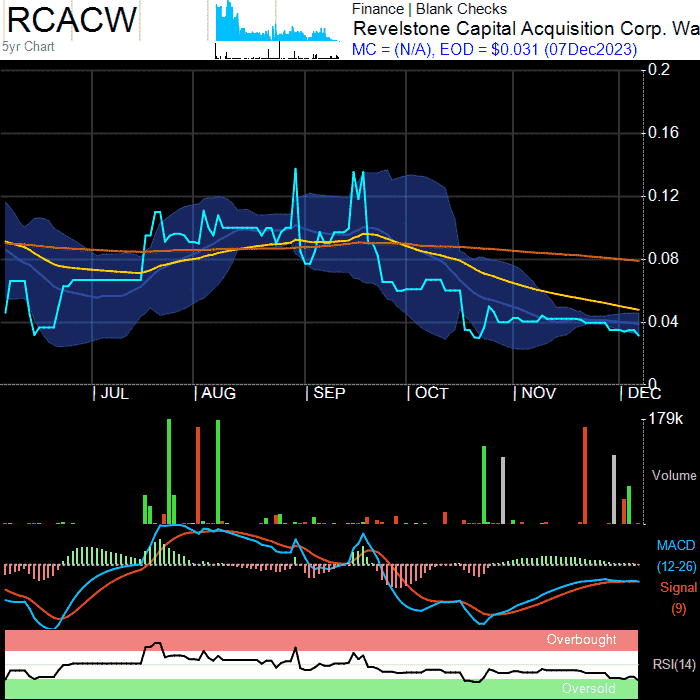 RCACW
Finance | Blank Checks
Revelstone Capital Acquisition Corp. Wa
5yr Chart
MC = (N/A), EOD = $0.031 (07Dec2023)
0.2
0.16
0.12
0.08
0.04
0
JUL AUG SEP OCT NOV DEC
179k
Volume
MACD
(12-26)
Signal
(9)
Overbought
RSI(14)
Oversold